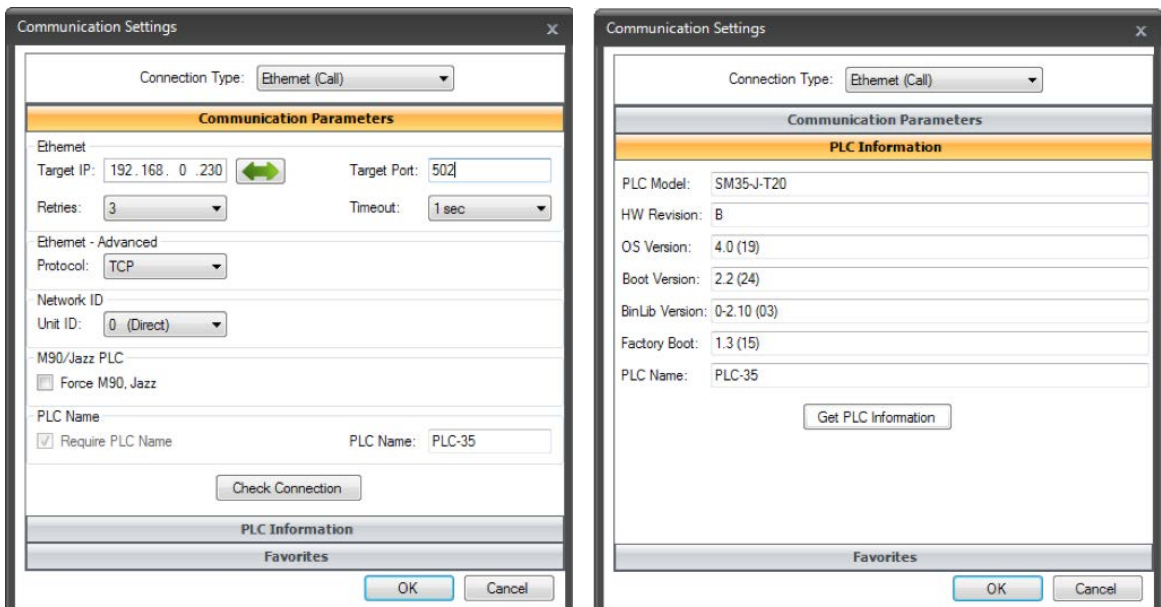 Communication Settings x
Connection Type: Ethernet (Call)
Communication Parameters
Ethernet
Target IP: 192.168. 0 .230 Target Port: 502
Retries: 3 Timeout: 1 sec
Ethernet - Advanced
Protocol: TCP
Network ID
Unit ID: 0 (Direct)
M90/Jazz PLC
Force M90, Jazz
PLC Name
Require PLC Name PLC Name: PLC-35
Check Connection
PLC Information
Favorites
OK Cancel
Communication Settings x
Connection Type: Ethernet (Call)
Communication Parameters
PLC Information
PLC Model: SM35-J-T20
HW Revision: B
OS Version: 4.0 (19)
Boot Version: 2.2 (24)
BinLib Version: 0-2.10 (03)
Factory Boot: 1.3 (15)
PLC Name: PLC-35
Get PLC Information
Favorites
OK Cancel